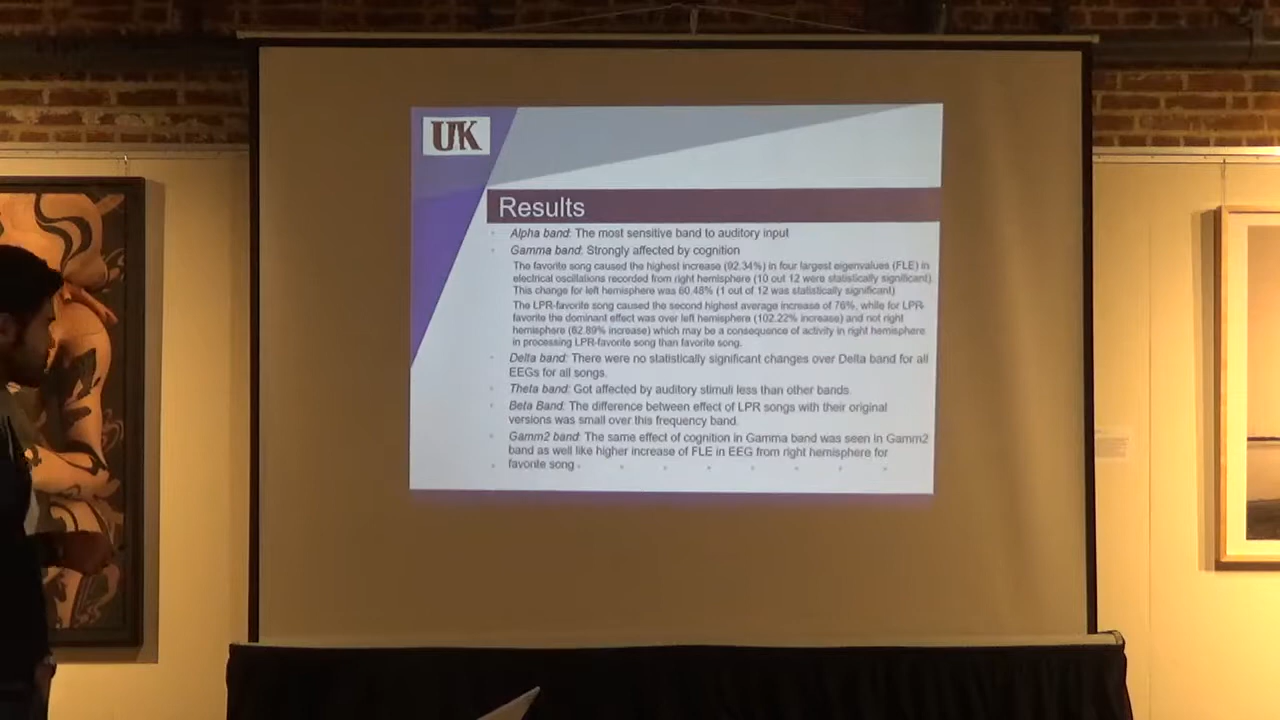 UK
Results
Alpha band: The most sensitive band to auditory input
Gamma band: Strongly affected by cognition
The favorite song caused the highest increase (92.34%) in four largest eigenvalues (FLE) in
electrical oscillations recorded from right hemisphere (10 out 12 were statistically significant)
This change for left hemisphere was 60.48% (1 out of 12 was statistically significant)
The LPR-favorite song caused the second highest average increase of 76%, while for LPR-
favorite the dominant effect was over left hemisphere (102.22% increase) and not right
hemisphere (62.89% increase) which may be a consequence of activity in right hemisphere
in processing LPR-favorite song than favorite song.
Delta band: There were no statistically significant changes over Delta band for all
EEGs for all songs.
Theta band: Got affected by auditory stimuli less than other bands
Beta Band: The difference between effect of LPR songs with their original
versions was small over this frequency band.
Gamm2 band: The same effect of cognition in Gamma band was seen in Gamm2
band as well like higher increase of FLE in EEG from right hemisphere for
favorite song